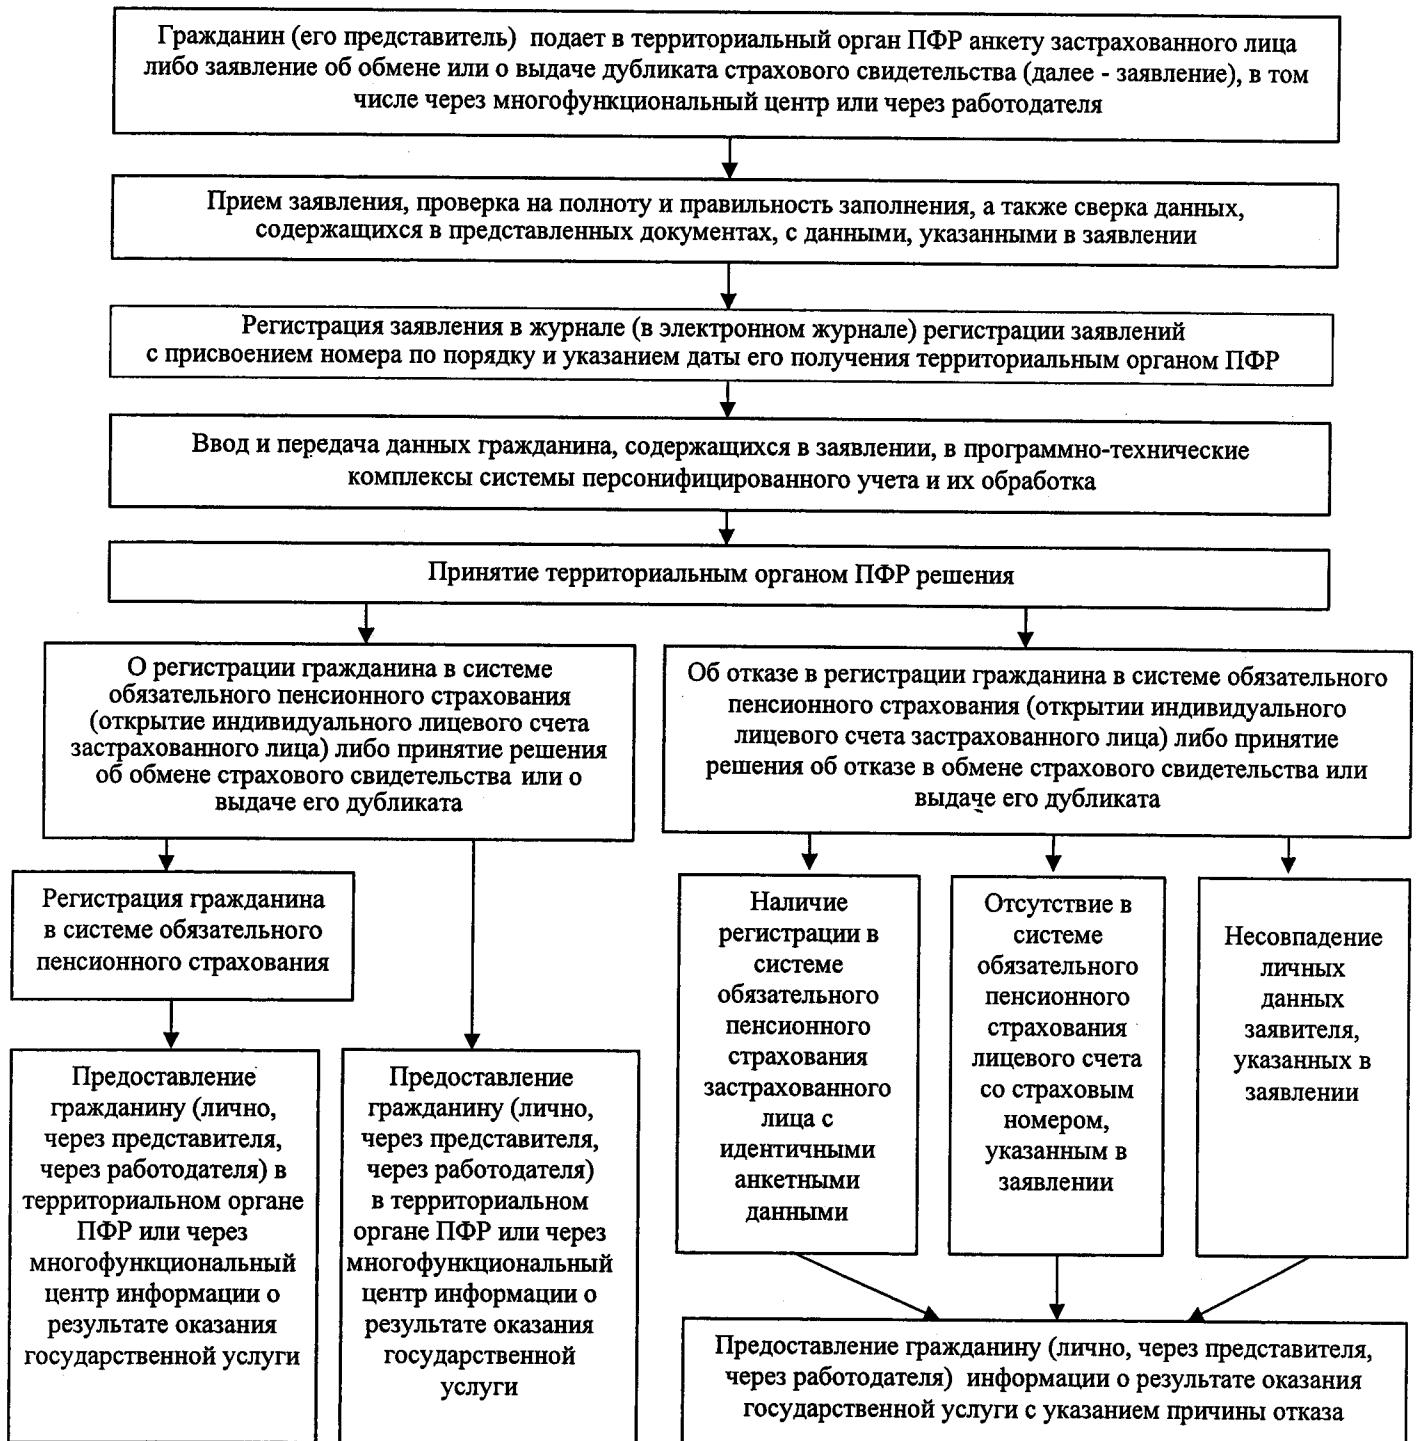 Гражданин (его представитель) подает в территориальный орган ПФР анкету застрахованного лица
либо заявление об обмене или о выдаче дубликата страхового свидетельства (далее - заявление), в том
числе через многофункциональный центр или через работодателя
Прием заявления, проверка на полноту и правильность заполнения, а также сверка данных,
содержащихся в представленных документах, с данными, указанными в заявлении
Регистрация заявления в журнале (в электронном журнале) регистрации заявлений
с присвоением номера по порядку и указанием даты его получения территориальным органом ПФР
Ввод и передача данных гражданина, содержащихся в заявлении, в программно-технические
комплексы системы персонифицированного учета и их обработка
Принятие территориальным органом ПФР решения
О регистрации гражданина в системе
обязательного пенсионного страхования
(открытие индивидуального лицевого счета
застрахованного лица) либо принятие решения
об обмене страхового свидетельства или о
выдаче его дубликата
Об отказе в регистрации гражданина в системе обязательного
пенсионного страхования (открытии индивидуального
лицевого счета застрахованного лица) либо принятие
решения об отказе в обмене страхового свидетельства или
выдаче его дубликата
Регистрация гражданина
в системе обязательного
пенсионного страхования
Предоставление
гражданину (лично,
через представителя,
через работодателя) в
территориальном органе
ПФР или через
многофункциональный
центр информации о
результате оказания
государственной услуги
Предоставление
гражданину (лично,
через представителя,
через работодателя)
в территориальном
органе ПФР или через
многофункциональный
центр информации о
результате оказания
государственной
услуги
Наличие
регистрации в
системе
обязательного
пенсионного
страхования
застрахованного
лица с
идентичными
анкетными
данными
Отсутствие в
системе
обязательного
пенсионного
страхования
лицевого счета
со страховым
номером,
указанным в
заявлении
Несовпадение
личных
данных
заявителя,
указанных в
заявлении
Предоставление гражданину (лично, через представителя,
через работодателя) информации о результате оказания
государственной услуги с указанием причины отказа